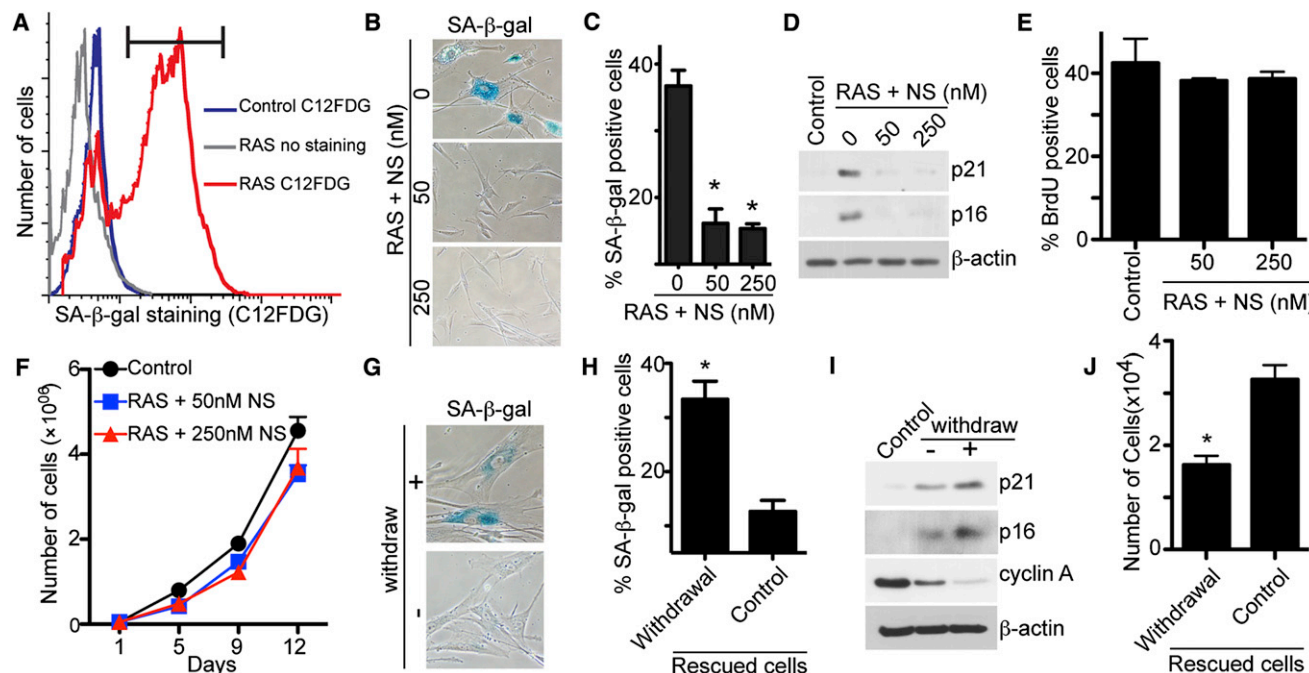 A
Number of cells
Control C12FDG
RAS no staining
RAS C12FDG
SA-β-gal staining (C12FDG)
B
SA-β-gal
RAS + NS (nM)
0
50
250
C
% SA-β-gal positive cells
40
20
*
*
0
50
250
RAS + NS (nM)
D
Control
RAS + NS (nM)
0
50
250
p21
p16
β-actin
E
% BrdU positive cells
40
20
0
Control
50
250
RAS + NS (nM)
F
Number of cells (×10⁰⁶)
6
4
2
0
Control
RAS + 50nM NS
RAS + 250nM NS
1
5
9
12
Days
G
SA-β-gal
withdraw
+
-
H
% SA-β-gal positive cells
40
20
*
Withdrawal
Control
Rescued cells
I
Control
withdraw
-
+
p21
p16
cyclin A
β-actin
J
Number of Cells(×10⁴)
4
2
0
*
Withdrawal
Control
Rescued cells